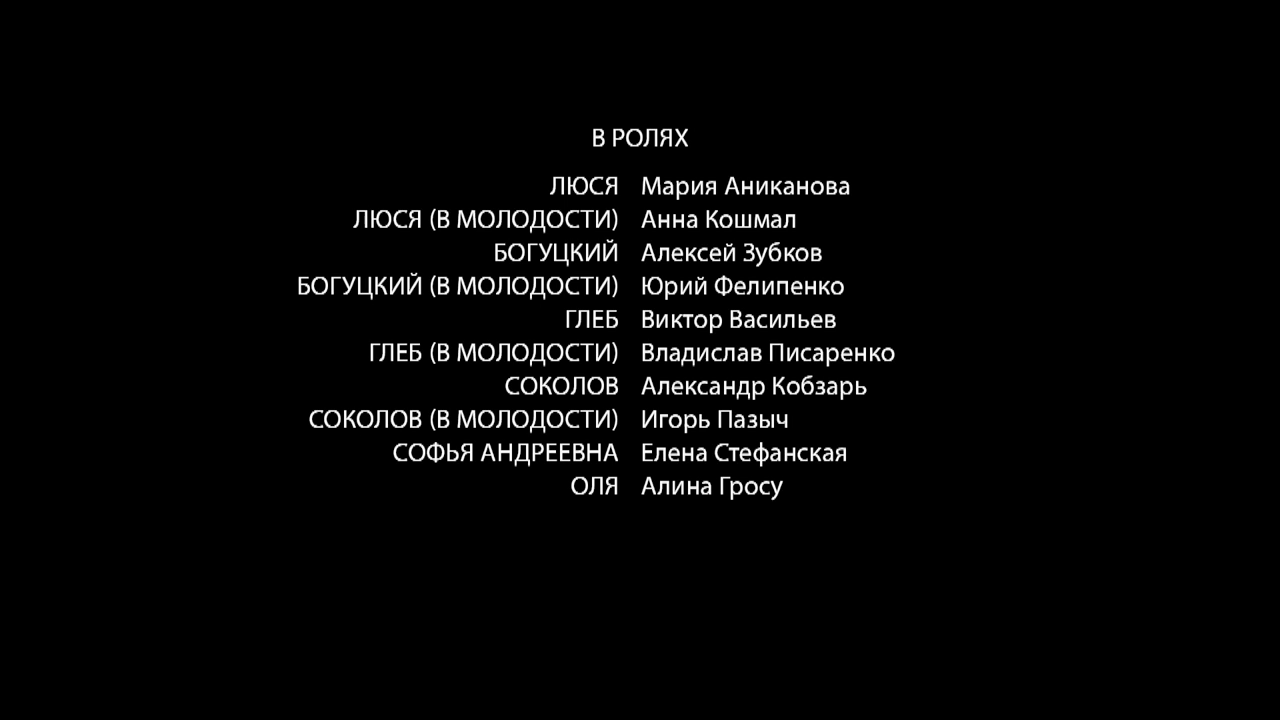 В РОЛЯХ
ЛЮСЯ Мария Аниканова
ЛЮСЯ (В МОЛОДОСТИ) Анна Кошмал
БОГУЦКИЙ Алексей Зубков
БОГУЦКИЙ (В МОЛОДОСТИ) Юрий Фелипенко
ГЛЕБ Виктор Васильев
ГЛЕБ (В МОЛОДОСТИ) Владислав Писаренко
СОКОЛОВ Александр Кобзарь
СОКОЛОВ (В МОЛОДОСТИ) Игорь Пазыч
СОФЬЯ АНДРЕЕВНА Елена Стефанская
ОЛЯ Алина Гросу